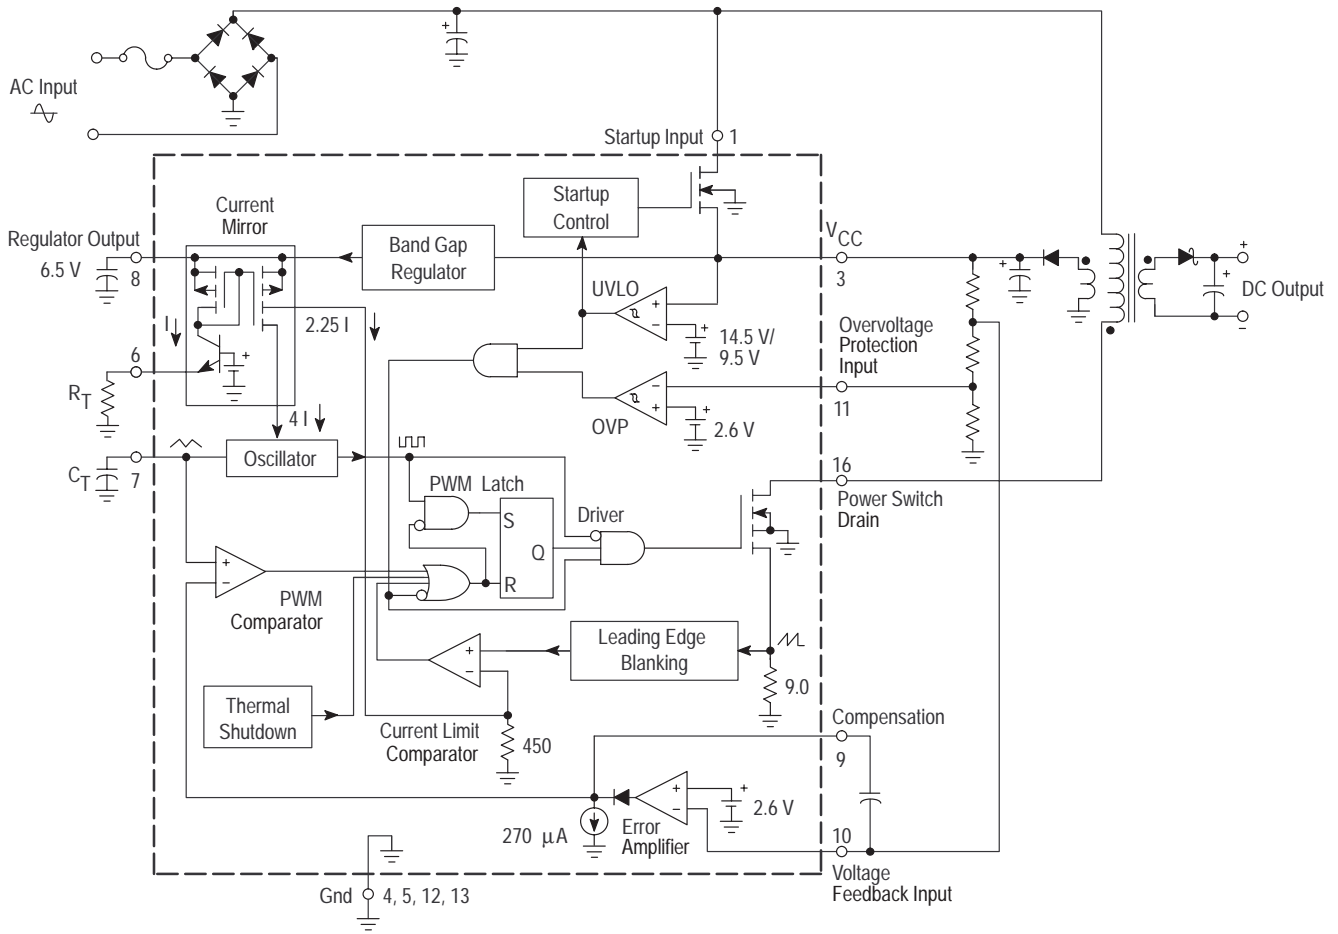 AC Input
Startup Input
1
Current
Mirror
Startup
Control
Regulator Output
6.5 V
8
Band Gap
Regulator
VCC
3
DC Output
+
−
+
+
+
UVLO
+
−
+
14.5 V/
9.5 V
I
2.25 I
+
Overvoltage
Protection
Input
11
6
RT
4 I
OVP
−
+
+
2.6 V
Oscillator
CT
7
16
Power Switch
Drain
PWM Latch
S
Q
R
Driver
+
−
PWM
Comparator
Leading Edge
Blanking
+
−
9.0
Thermal
Shutdown
Current Limit
Comparator
450
Compensation
9
+
−
+
2.6 V
270 µA
Error
Amplifier
10
Voltage
Feedback Input
Gnd
4, 5, 12, 13